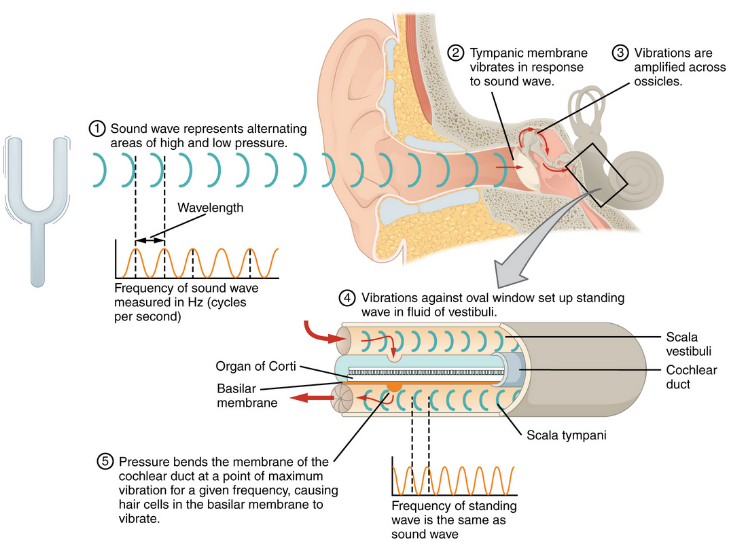 ① Sound wave represents alternating
areas of high and low pressure.
② Tympanic membrane
vibrates in response
to sound wave.
③ Vibrations are
amplified across
ossicles.
Wavelength
Frequency of sound wave
measured in Hz (cycles
per second)
④ Vibrations against oval window set up standing
wave in fluid of vestibuli.
Organ of Corti
Basilar
membrane
Scala
vestibuli
Cochlear
duct
Scala tympani
⑤ Pressure bends the membrane of the
cochlear duct at a point of maximum
vibration for a given frequency, causing
hair cells in the basilar membrane to
vibrate.
Frequency of standing
wave is the same as
sound wave